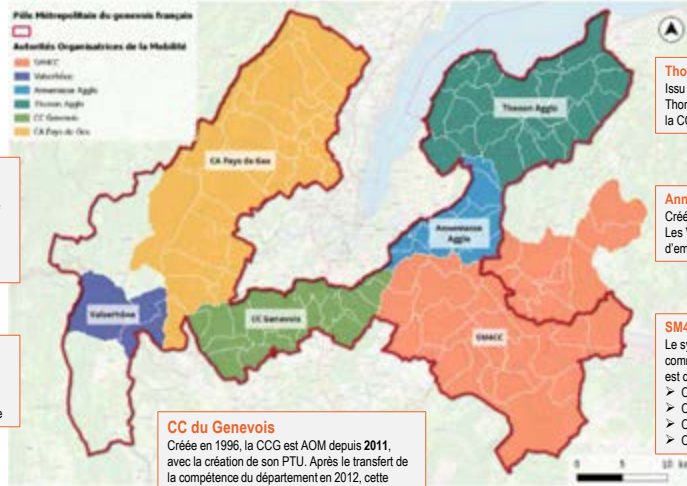 Pôle Métropolitain du genevois français
Autorités Organisatrices de la Mobilité
SM4CC
Valserhône
Annemasse Agglo
Thonon Agglo
CC Genevois
CA Pays de Gex
CA Pays de Gex
Thonon Agglo
Annemasse
Agglo
Valserhône
CC Genevois
SM4CC
Tho
Issu
Thor
la CC
Ann
Créé
Les V
d'em
SM4
Le sy
comm
est c
➢ C
➢ C
➢ C
➢ C
e
CC du Genevois
Créée en 1996, la CCG est AOM depuis 2011,
avec la création de son PTU. Après le transfert de
la compétence du département en 2012, cette
0 5 10 k